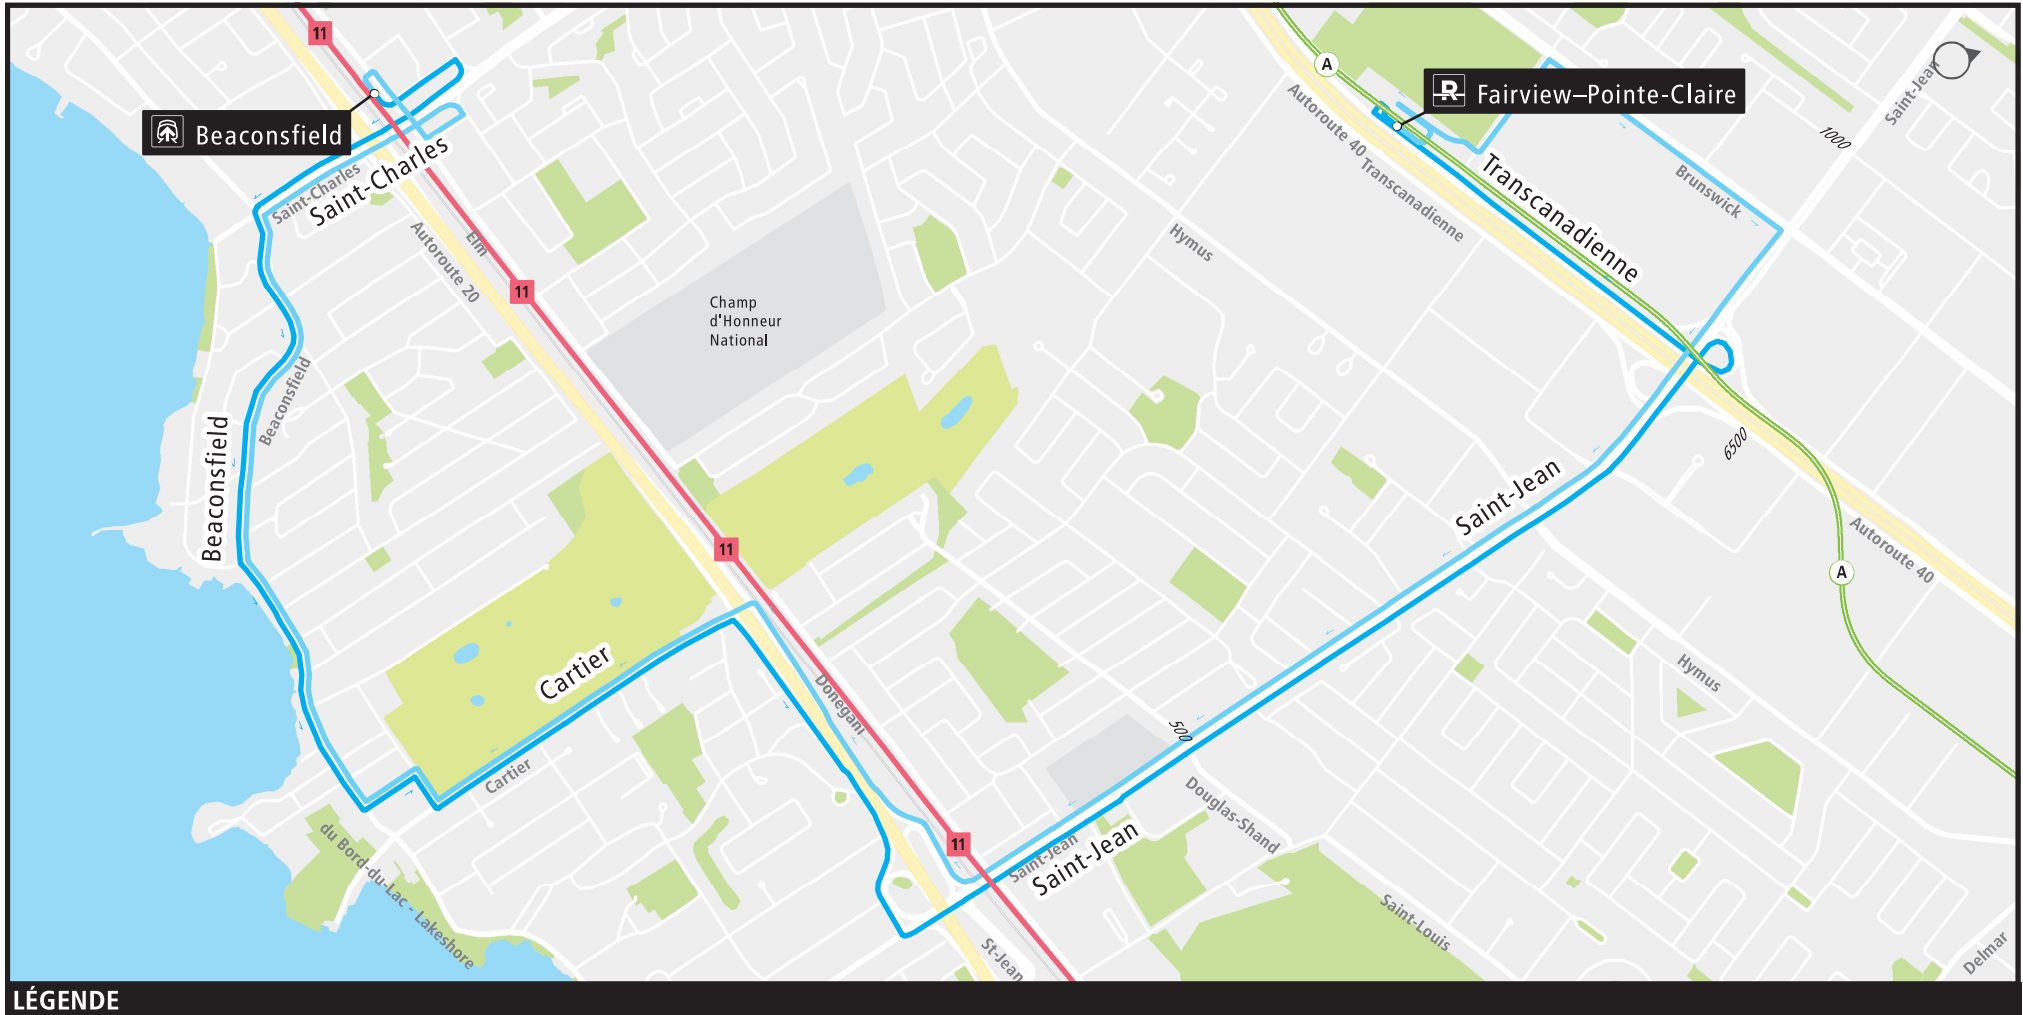 11
A
Saint-Jean
Beaconsfield
Fairview–Pointe-Claire
Autoroute 40
1000
Saint-Charles
Saint-Charles
Transcanadienne
Transcanadienne
Brunswick
Elm
Autoroute 20
Hymus
11
Champ
d'Honneur
National
Beaconsfield
Beaconsfield
6500
Saint-Jean
11
Autoroute 40
A
Cartier
Donegani
Hymus
500
Cartier
Douglas-Shand
du Bord-du-Lac - Lakeshore
11
Saint-Jean
Saint-Jean
Saint-Louis
St-Jean
Delmar
LÉGENDE